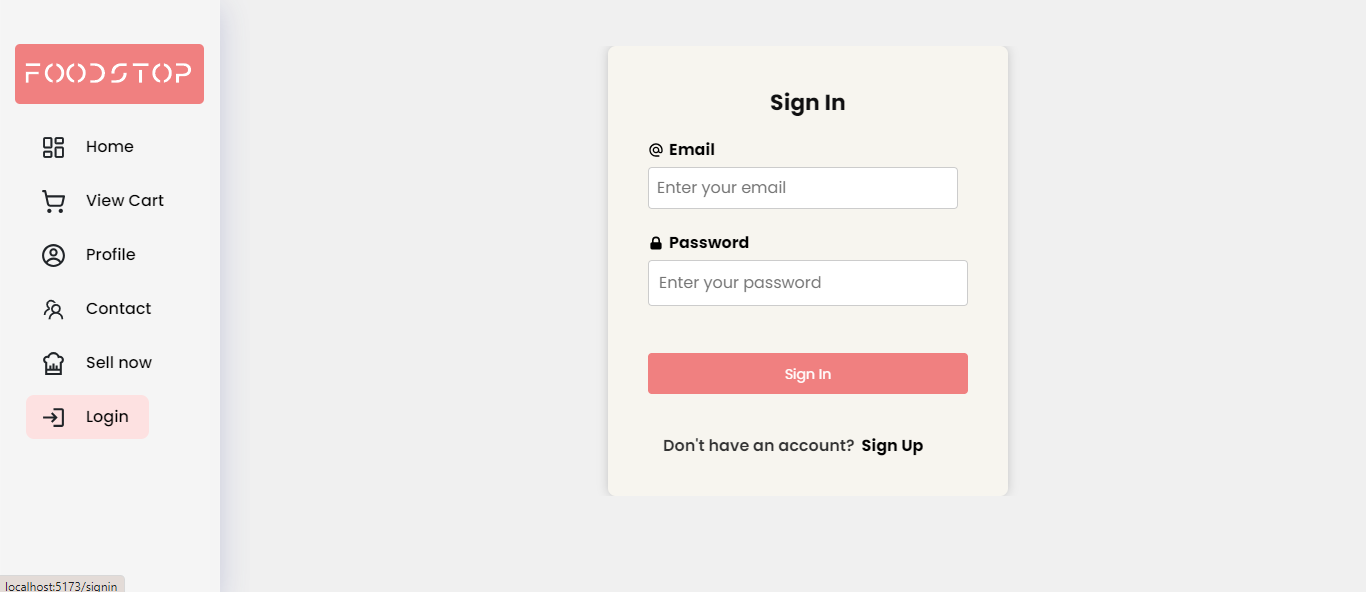 FOODSTOP
Home
View Cart
Profile
Contact
Sell now
Login
Sign In
@ Email
Enter your email
Password
Enter your password
Sign In
Don't have an account? Sign Up
localhost:5173/signin